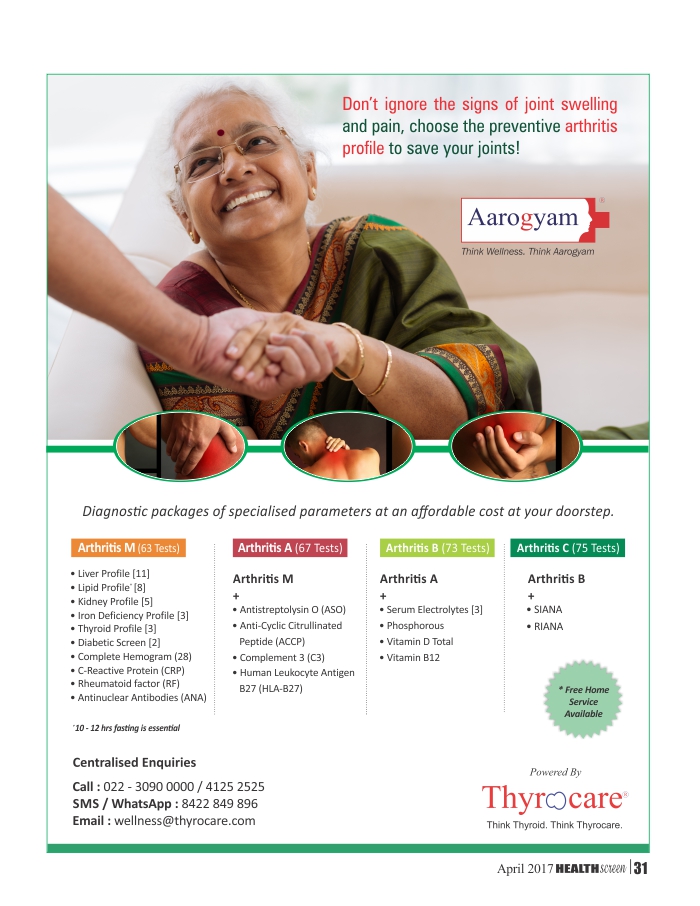 Don't ignore the signs of joint swelling
and pain, choose the preventive arthritis
profile to save your joints!
Aarogyam®
Think Wellness. Think Aarogyam
Diagnostic packages of specialised parameters at an affordable cost at your doorstep.
Arthritis M (63 Tests)
• Liver Profile [11]
• Lipid Profile* [8]
• Kidney Profile [5]
• Iron Deficiency Profile [3]
• Thyroid Profile [3]
• Diabetic Screen [2]
• Complete Hemogram (28)
• C-Reactive Protein (CRP)
• Rheumatoid factor (RF)
• Antinuclear Antibodies (ANA)
*10 - 12 hrs fasting is essential
Arthritis A (67 Tests)
Arthritis M
+
• Antistreptolysin O (ASO)
• Anti-Cyclic Citrullinated
Peptide (ACCP)
• Complement 3 (C3)
• Human Leukocyte Antigen
B27 (HLA-B27)
Arthritis B (73 Tests)
Arthritis A
+
• Serum Electrolytes [3]
• Phosphorous
• Vitamin D Total
• Vitamin B12
Arthritis C (75 Tests)
Arthritis B
+
• SIANA
• RIANA
* Free Home
Service
Available
Centralised Enquiries
Call : 022 - 3090 0000 / 4125 2525
SMS / WhatsApp : 8422 849 896
Email : wellness@thyrocare.com
Powered By
Thyrocare®
Think Thyroid. Think Thyrocare.
April 2017 HEALTHscreen | 31